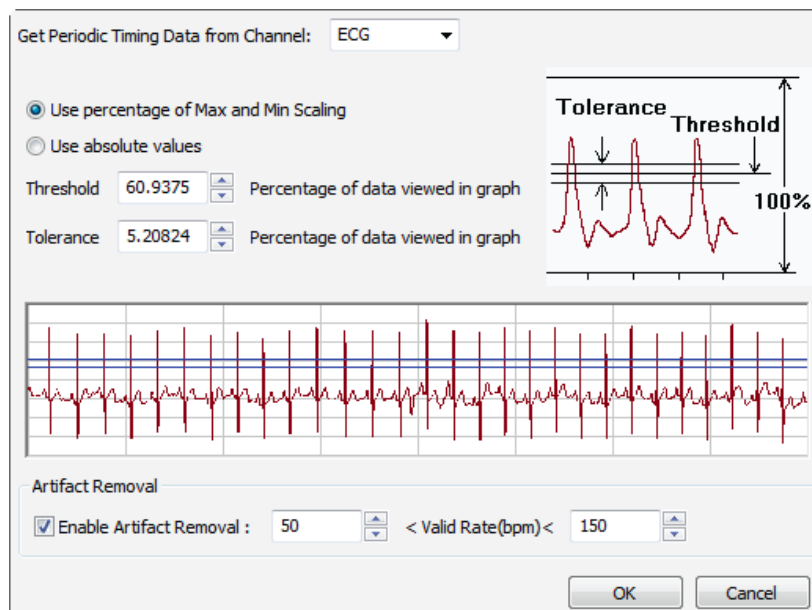 Get Periodic Timing Data from Channel: ECG
Use percentage of Max and Min Scaling
Use absolute values
Threshold 60.9375 Percentage of data viewed in graph
Tolerance 5.20824 Percentage of data viewed in graph
Tolerance
Threshold
100%
Artifact Removal
Enable Artifact Removal : 50 < Valid Rate(bpm)< 150
OK Cancel